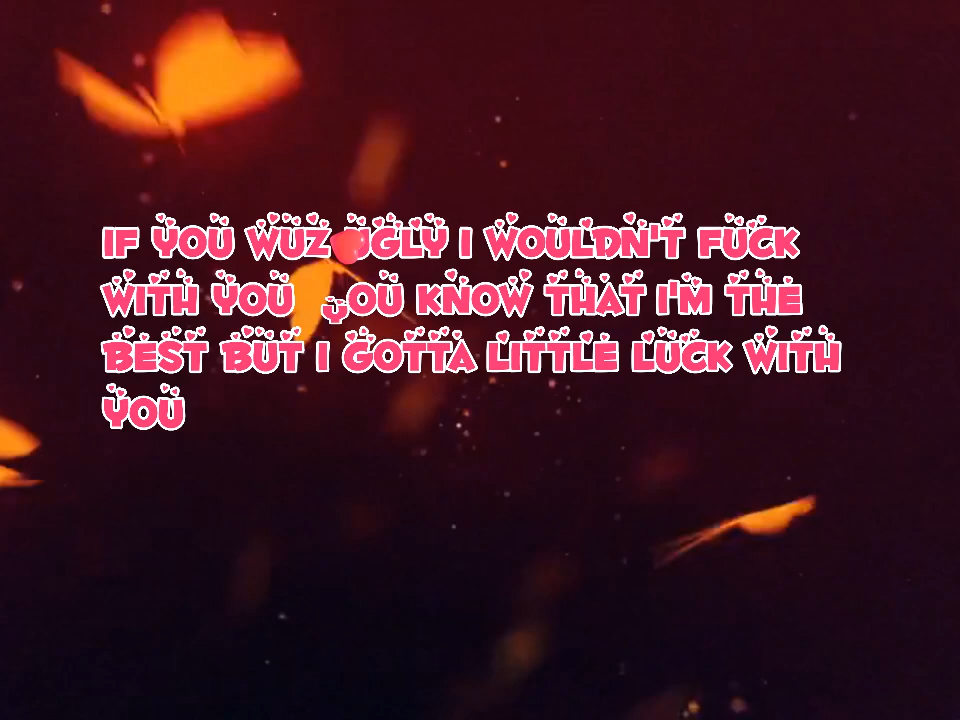 IF YOU WUZ UGLY I WOULDN'T FUCK
WITH YOU YOU KNOW THAT I'M THE
BEST BUT I GOTTA LITTLE LUCK WITH
YOU